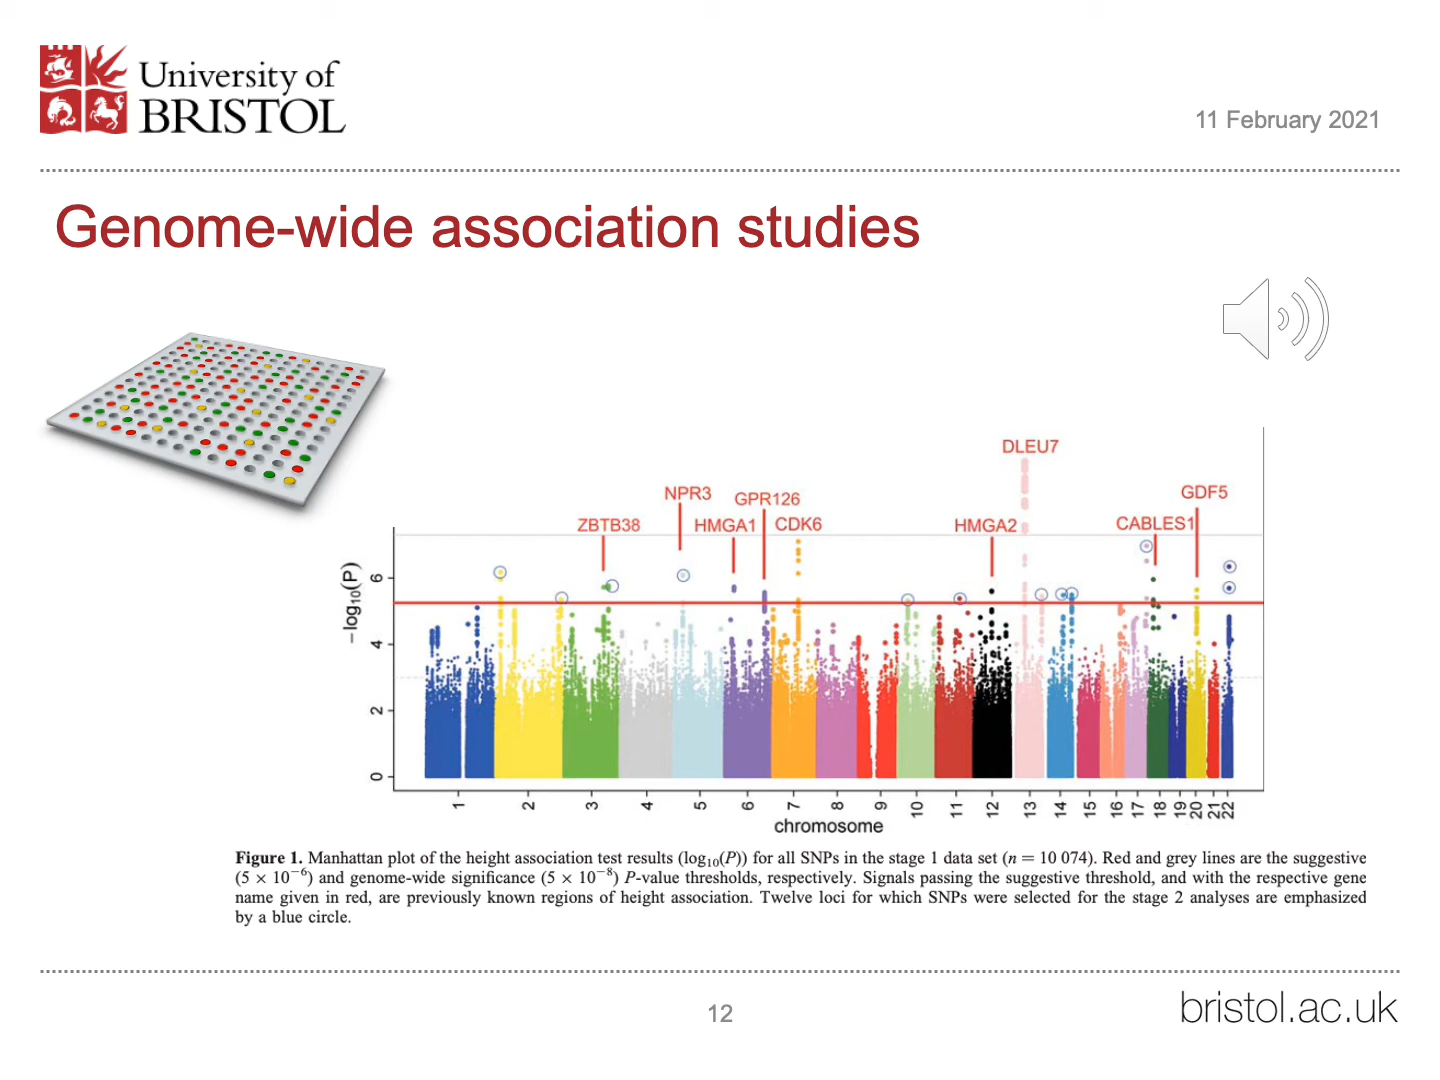 University of
BRISTOL
11 February 2021
Genome-wide association studies
DLEU7
NPR3
GPR126
GDF5
ZBTB38
HMGA1
CDK6
HMGA2
CABLES1
−log10(P)
6
4
2
0
1 2 3 4 5 6 7 8 9 10 11 12 13 14 15 16 17 18 19 20 21 22
chromosome
Figure 1. Manhattan plot of the height association test results (log10(P)) for all SNPs in the stage 1 data set (n = 10 074). Red and grey lines are the suggestive
(5 × 10−6) and genome-wide significance (5 × 10−8) P-value thresholds, respectively. Signals passing the suggestive threshold, and with the respective gene
name given in red, are previously known regions of height association. Twelve loci for which SNPs were selected for the stage 2 analyses are emphasized
by a blue circle.
12
bristol.ac.uk